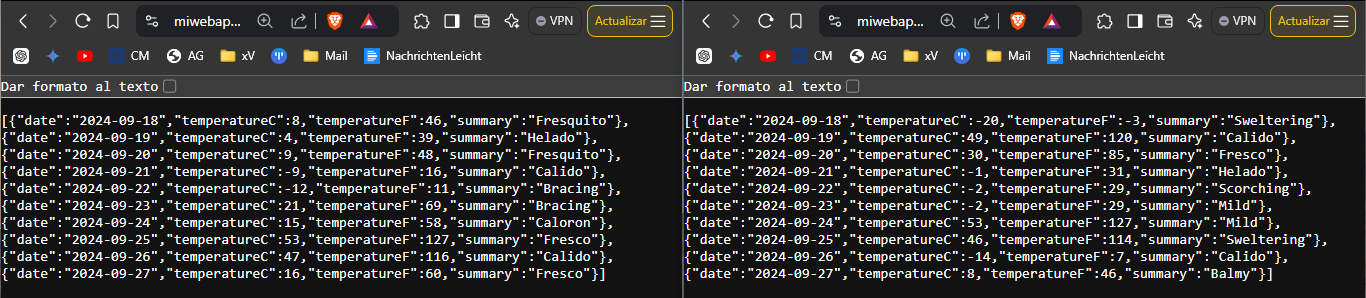 miwebap...
VPN
Actualizar
CM
AG
xV
Mail
NachrichtenLeicht
Dar formato al texto
[{"date":"2024-09-18","temperatureC":8,"temperatureF":46,"summary":"Fresquito"},
{"date":"2024-09-19","temperatureC":4,"temperatureF":39,"summary":"Helado"},
{"date":"2024-09-20","temperatureC":9,"temperatureF":48,"summary":"Fresquito"},
{"date":"2024-09-21","temperatureC":-9,"temperatureF":16,"summary":"Calido"},
{"date":"2024-09-22","temperatureC":-12,"temperatureF":11,"summary":"Bracing"},
{"date":"2024-09-23","temperatureC":21,"temperatureF":69,"summary":"Bracing"},
{"date":"2024-09-24","temperatureC":15,"temperatureF":58,"summary":"Caloron"},
{"date":"2024-09-25","temperatureC":53,"temperatureF":127,"summary":"Fresco"},
{"date":"2024-09-26","temperatureC":47,"temperatureF":116,"summary":"Calido"},
{"date":"2024-09-27","temperatureC":16,"temperatureF":60,"summary":"Fresco"}]
miwebap...
VPN
Actualizar
CM
AG
xV
Mail
NachrichtenLeicht
Dar formato al texto
[{"date":"2024-09-18","temperatureC":-20,"temperatureF":-3,"summary":"Sweltering"},
{"date":"2024-09-19","temperatureC":49,"temperatureF":120,"summary":"Calido"},
{"date":"2024-09-20","temperatureC":30,"temperatureF":85,"summary":"Fresco"},
{"date":"2024-09-21","temperatureC":-1,"temperatureF":31,"summary":"Helado"},
{"date":"2024-09-22","temperatureC":-2,"temperatureF":29,"summary":"Scorching"},
{"date":"2024-09-23","temperatureC":-2,"temperatureF":29,"summary":"Mild"},
{"date":"2024-09-24","temperatureC":53,"temperatureF":127,"summary":"Mild"},
{"date":"2024-09-25","temperatureC":46,"temperatureF":114,"summary":"Sweltering"},
{"date":"2024-09-26","temperatureC":-14,"temperatureF":7,"summary":"Calido"},
{"date":"2024-09-27","temperatureC":8,"temperatureF":46,"summary":"Balmy"}]